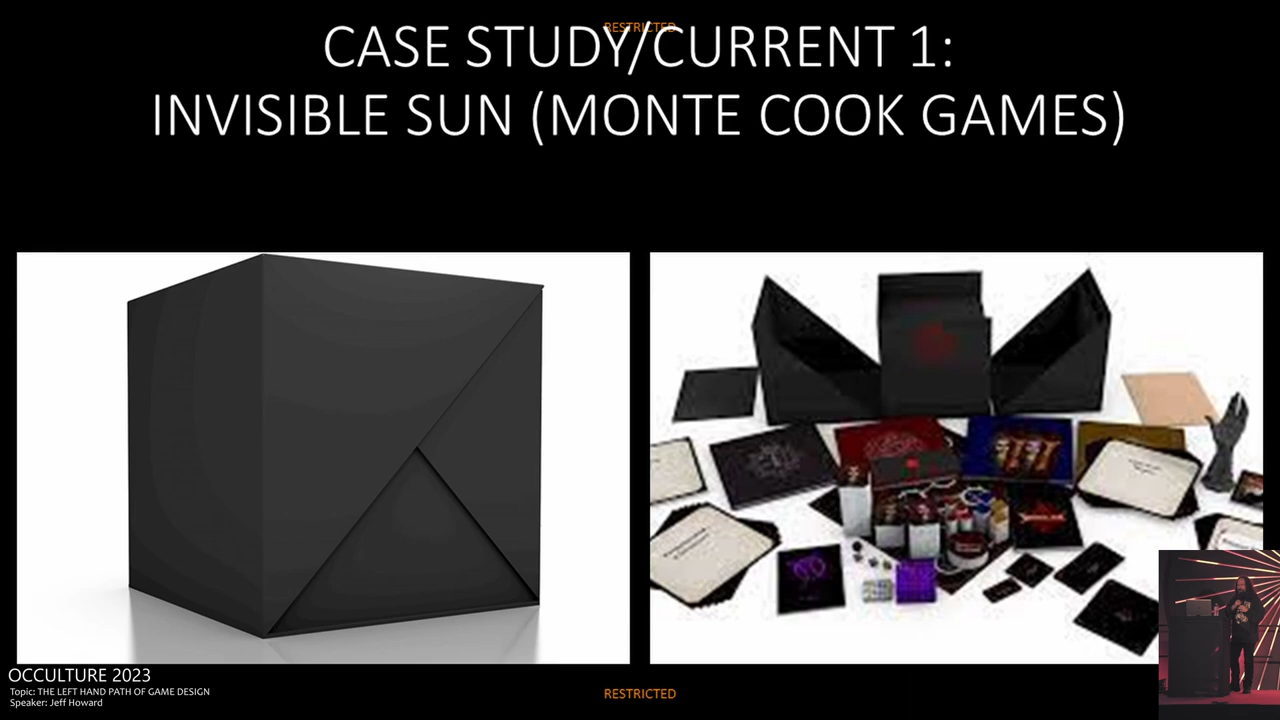 RESTRICTED
CASE STUDY/CURRENT 1:
INVISIBLE SUN (MONTE COOK GAMES)
OCCULTURE 2023
Topic: THE LEFT HAND PATH OF GAME DESIGN
Speaker: Jeff Howard
RESTRICTED